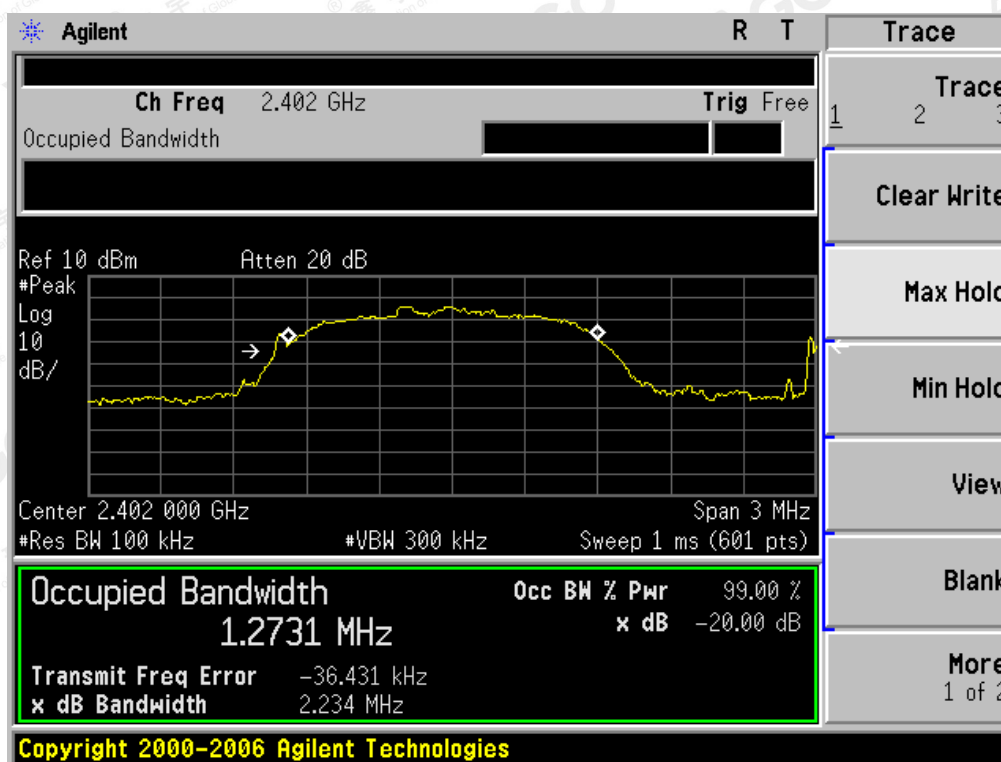 Agilent R T Trace
Ch Freq 2.402 GHz Trig Free
Occupied Bandwidth
Trace
1 2 3
Clear Write
Ref 10 dBm Atten 20 dB
#Peak
Log
10
dB/
Max Hold
Min Hold
View
Center 2.402 000 GHz Span 3 MHz
#Res BW 100 kHz #VBW 300 kHz Sweep 1 ms (601 pts)
Occupied Bandwidth
1.2731 MHz
Occ BW % Pwr 99.00 %
x dB -20.00 dB
Blank
Transmit Freq Error -36.431 kHz
x dB Bandwidth 2.234 MHz
More
1 of 2
Copyright 2000-2006 Agilent Technologies